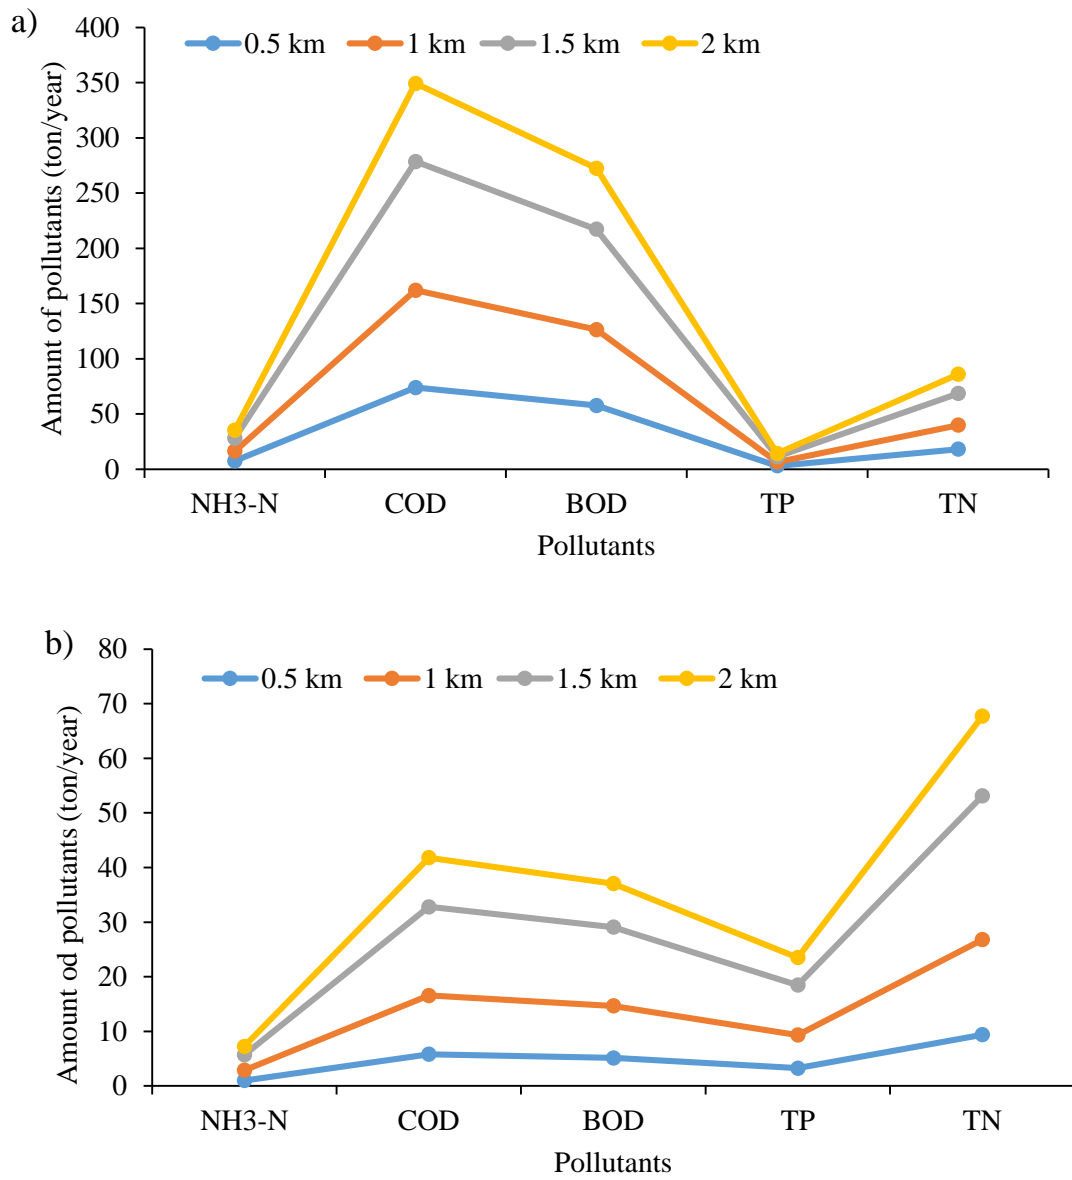 a)
400
350
300
250
200
150
100
50
0
Amount of pollutants (ton/year)
0.5 km 1 km 1.5 km 2 km
NH3-N COD BOD TP TN
Pollutants
b)
80
70
60
50
40
30
20
10
0
Amount od pollutants (ton/year)
0.5 km 1 km 1.5 km 2 km
NH3-N COD BOD TP TN
Pollutants